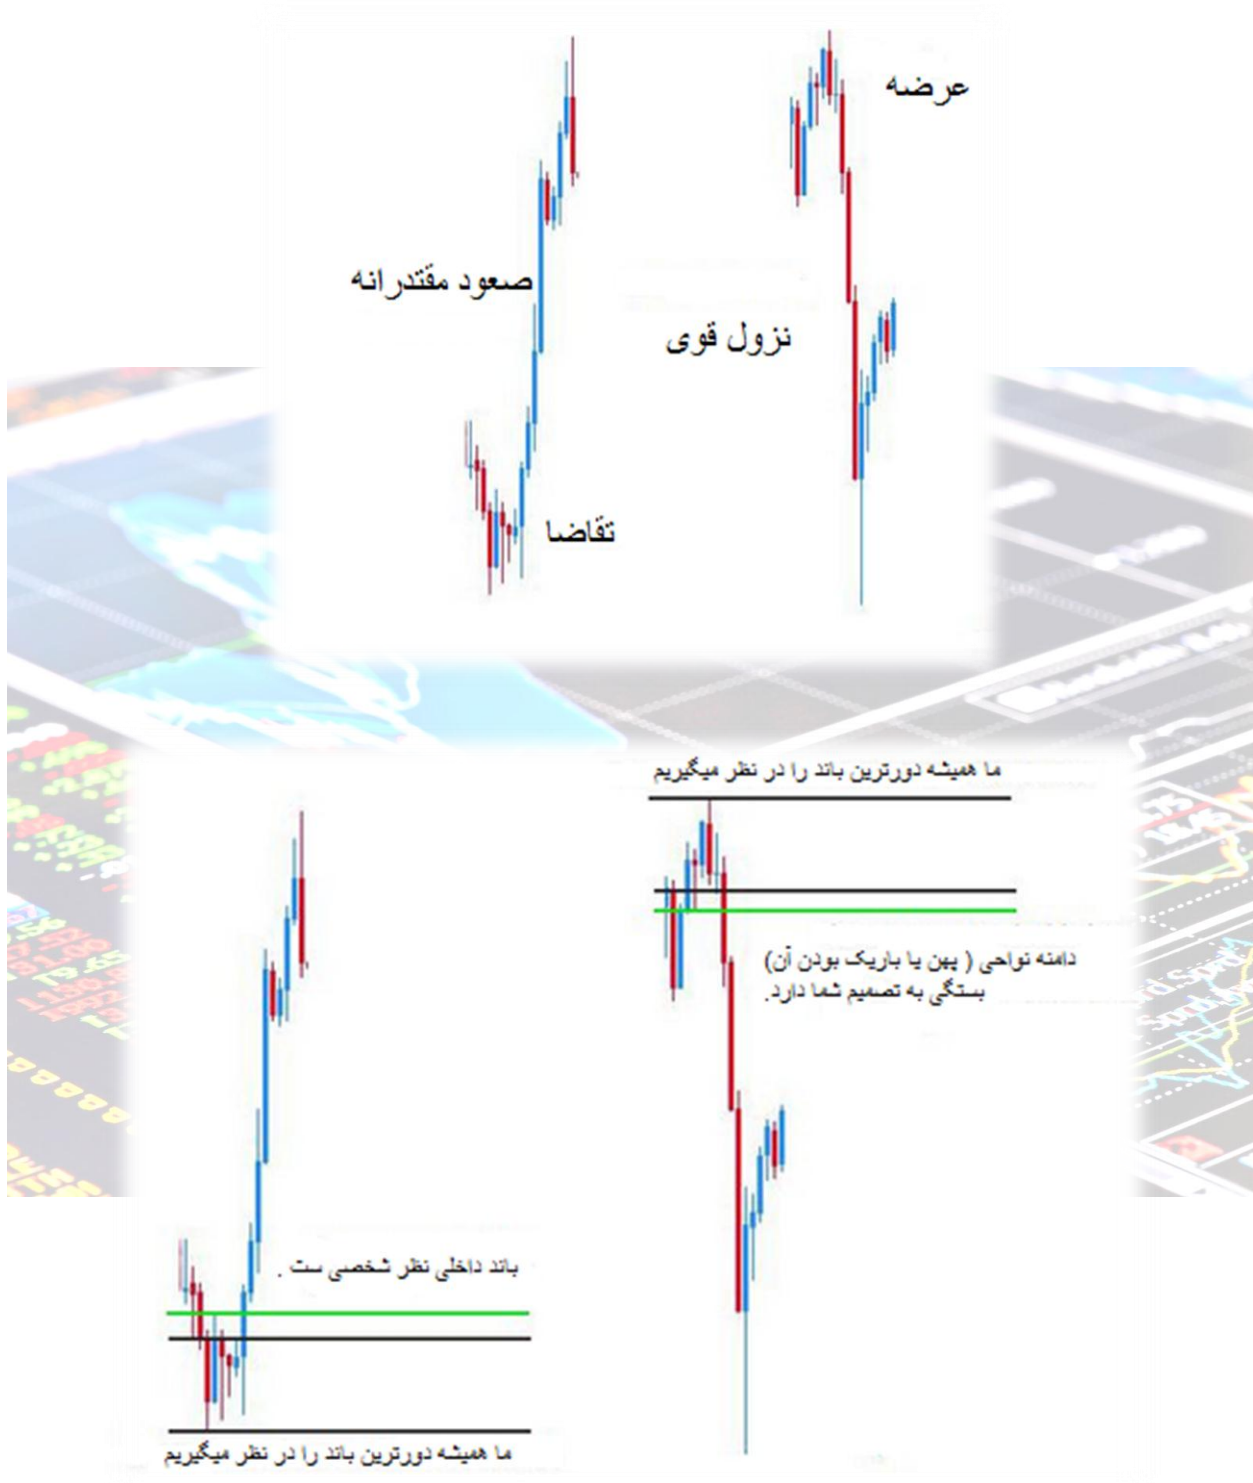 عرضه
صعود مقتدرانه
نزول قوی
تقاضا
ما همیشه دورترین باند را در نظر میگیریم
دامنه نواحی ( پهن یا باریک بودن آن)
بستگی به تصمیم شما دارد.
باند داخلی نظر شخصی ست .
ما همیشه دورترین باند را در نظر میگیریم